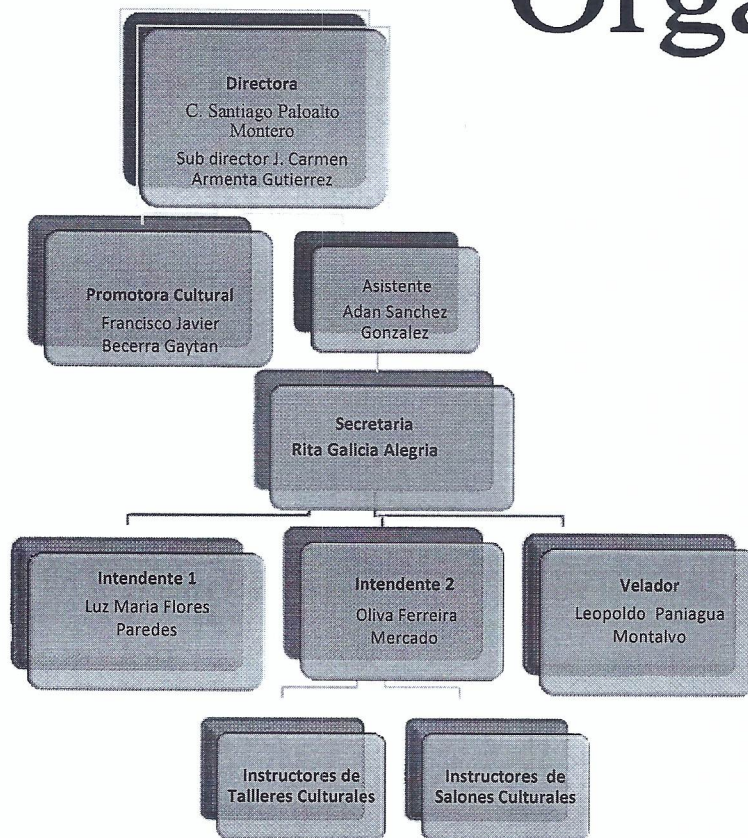 Orga
Directora
C. Santiago Paloalto
Montero
Sub director J. Carmen
Armenta Gutierrez
Promotora Cultural
Francisco Javier
Becerra Gaytan
Asistente
Adan Sanchez
Gonzalez
Secretaria
Rita Galicia Alegria
Intendente 1
Luz Maria Flores
Paredes
Intendente 2
Oliva Ferreira
Mercado
Velador
Leopoldo Paniagua
Montalvo
Instructores de
Tallleres Culturales
Instructores de
Salones Culturales